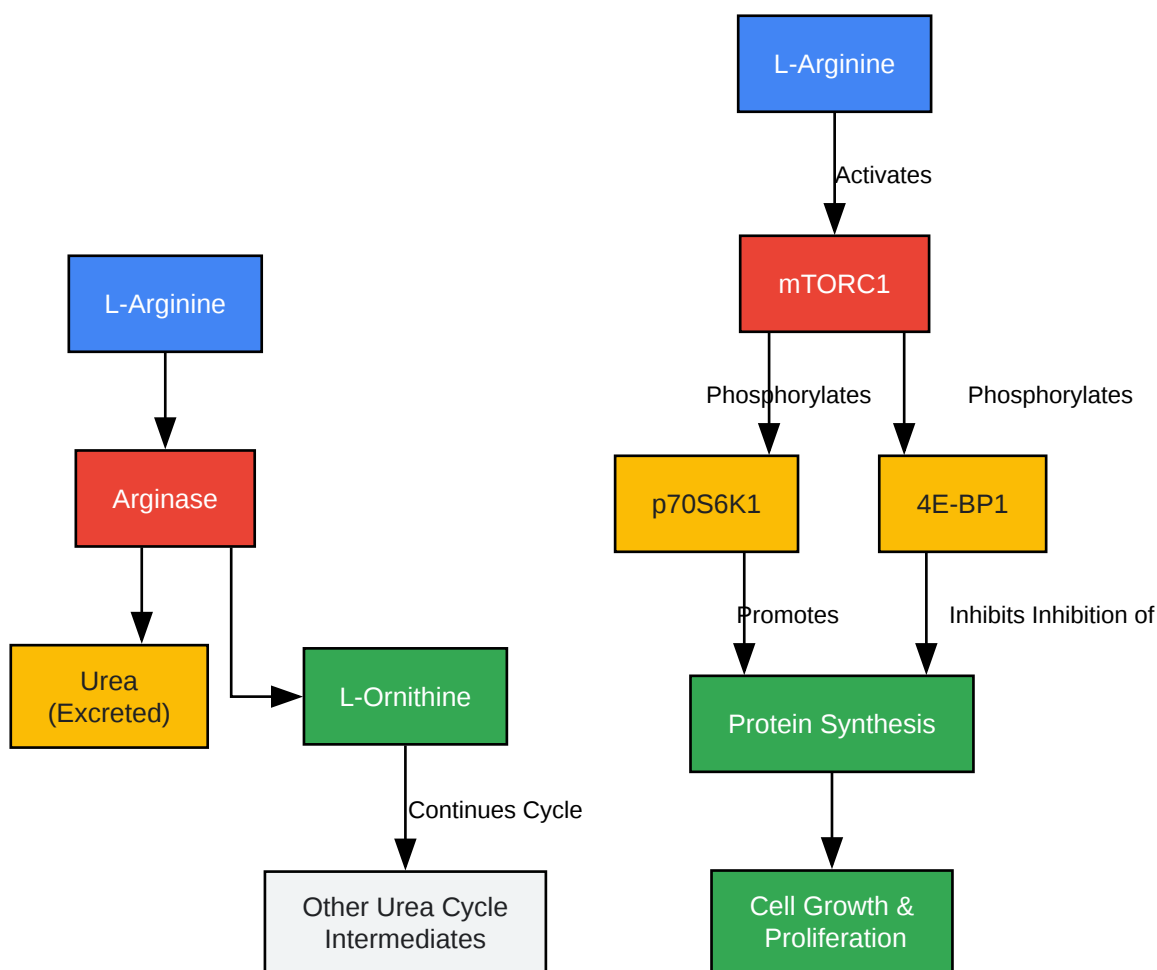 L-Arginine
Arginase
Urea
(Excreted)
L-Ornithine
Continues Cycle
Other Urea Cycle
Intermediates
L-Arginine
Activates
mTORC1
Phosphorylates
Phosphorylates
p70S6K1
4E-BP1
Promotes
Inhibits Inhibition of
Protein Synthesis
Cell Growth &
Proliferation